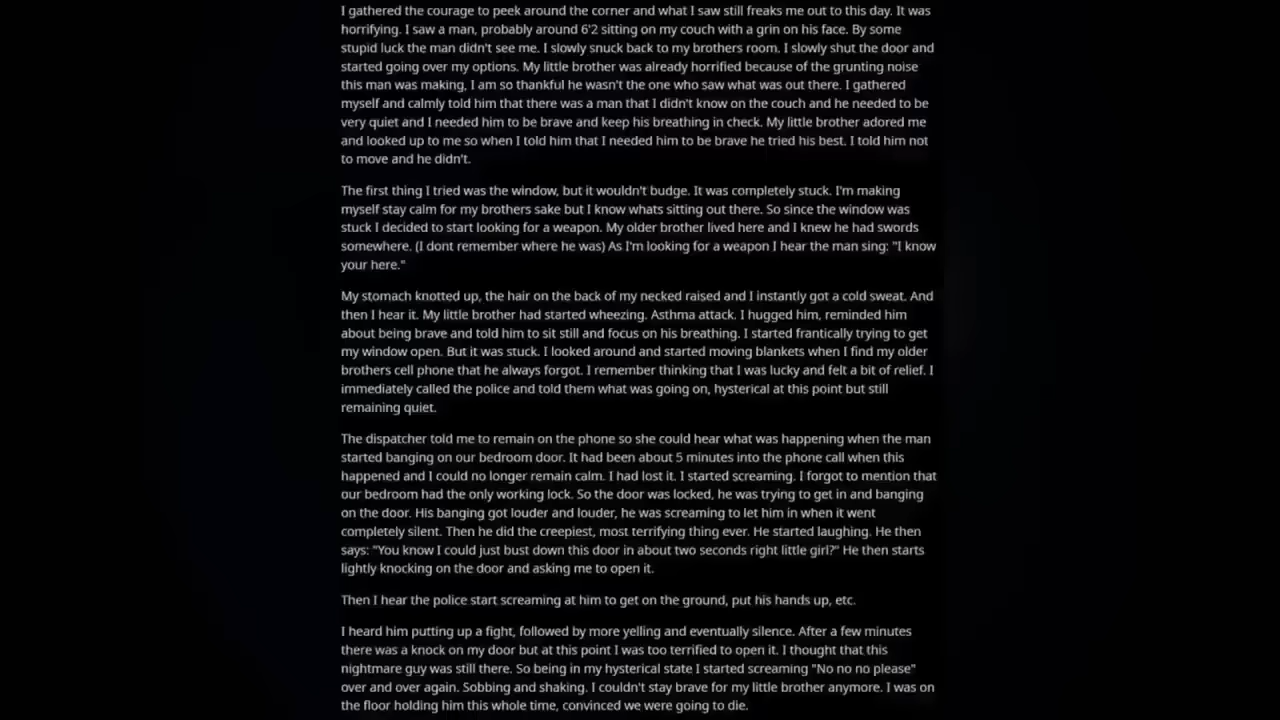 I gathered the courage to peek around the corner and what I saw still freaks me out to this day. It was
horrifying. I saw a man, probably around 6'2 sitting on my couch with a grin on his face. By some
stupid luck the man didn't see me. I slowly snuck back to my brothers room. I slowly shut the door and
started going over my options. My little brother was already horrified because of the grunting noise
this man was making, I am so thankful he wasn't the one who saw what was out there. I gathered
myself and calmly told him that there was a man that I didn't know on the couch and he needed to be
very quiet and I needed him to be brave and keep his breathing in check. My little brother adored me
and looked up to me so when I told him that I needed him to be brave he tried his best. I told him not
to move and he didn't.
The first thing I tried was the window, but it wouldn't budge. It was completely stuck. I'm making
myself stay calm for my brothers sake but I know whats sitting out there. So since the window was
stuck I decided to start looking for a weapon. My older brother lived here and I knew he had swords
somewhere. (I dont remember where he was) As I'm looking for a weapon I hear the man sing: "I know
your here."
My stomach knotted up, the hair on the back of my necked raised and I instantly got a cold sweat. And
then I hear it. My little brother had started wheezing. Asthma attack. I hugged him, reminded him
about being brave and told him to sit still and focus on his breathing. I started frantically trying to get
my window open. But it was stuck. I looked around and started moving blankets when I find my older
brothers cell phone that he always forgot. I remember thinking that I was lucky and felt a bit of relief. I
immediately called the police and told them what was going on, hysterical at this point but still
remaining quiet.
The dispatcher told me to remain on the phone so she could hear what was happening when the man
started banging on our bedroom door. It had been about 5 minutes into the phone call when this
happened and I could no longer remain calm. I had lost it. I started screaming. I forgot to mention that
our bedroom had the only working lock. So the door was locked, he was trying to get in and banging
on the door. His banging got louder and louder, he was screaming to let him in when it went
completely silent. Then he did the creepiest, most terrifying thing ever. He started laughing. He then
says: "You know I could just bust down this door in about two seconds right little girl?" He then starts
lightly knocking on the door and asking me to open it.
Then I hear the police start screaming at him to get on the ground, put his hands up, etc.
I heard him putting up a fight, followed by more yelling and eventually silence. After a few minutes
there was a knock on my door but at this point I was too terrified to open it. I thought that this
nightmare guy was still there. So being in my hysterical state I started screaming "No no no please"
over and over again. Sobbing and shaking. I couldn't stay brave for my little brother anymore. I was on
the floor holding him this whole time, convinced we were going to die.